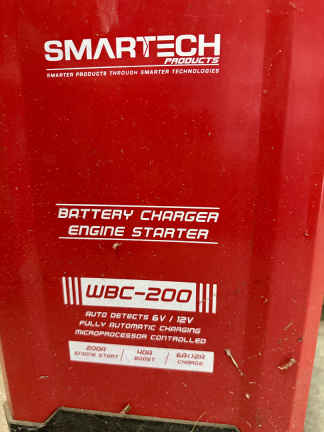 SMARTECH
PRODUCTS
SMARTER PRODUCTS THROUGH SMARTER TECHNOLOGIES
BATTERY CHARGER
ENGINE STARTER
WBC-200
AUTO DETECTS 6V / 12V
FULLY AUTOMATIC CHARGING
MICROPROCESSOR CONTROLLED
200A 40A 6A|12A
ENGINE START BOOST CHARGE